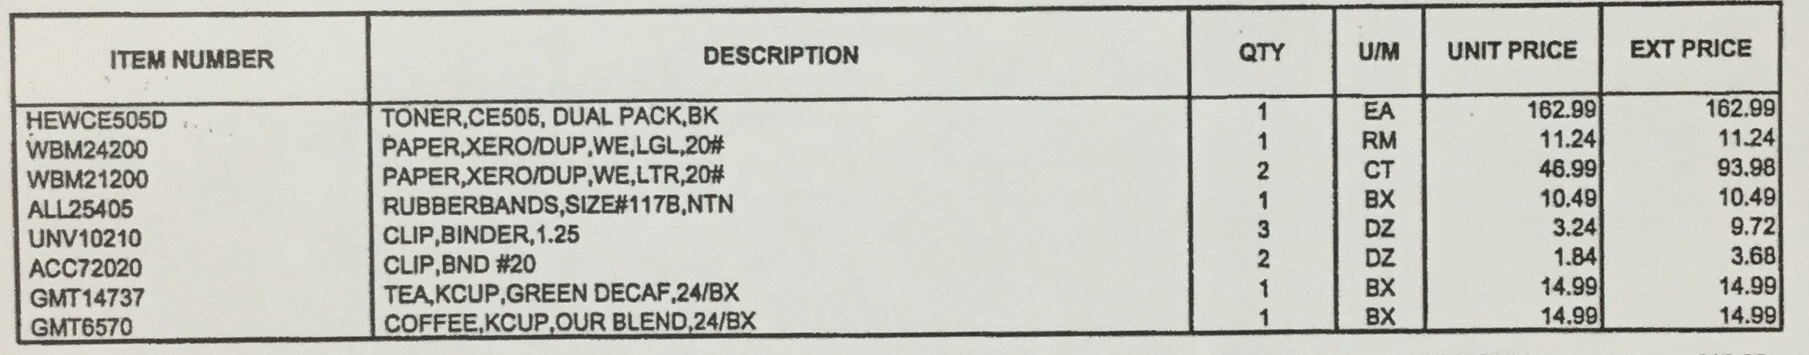 ITEM NUMBER DESCRIPTION QTY U/M UNIT PRICE EXT PRICE
HEWCE505D TONER,CE505, DUAL PACK,BK 1 EA 162.99 162.99
WBM24200 PAPER,XERO/DUP,WE,LGL,20# 1 RM 11.24 11.24
WBM21200 PAPER,XERO/DUP,WE,LTR,20# 2 CT 46.99 93.98
ALL25405 RUBBERBANDS,SIZE#117B,NTN 1 BX 10.49 10.49
UNV10210 CLIP,BINDER,1.25 3 DZ 3.24 9.72
ACC72020 CLIP,BND #20 2 DZ 1.84 3.68
GMT14737 TEA,KCUP,GREEN DECAF,24/BX 1 BX 14.99 14.99
GMT6570 COFFEE,KCUP,OUR BLEND,24/BX 1 BX 14.99 14.99